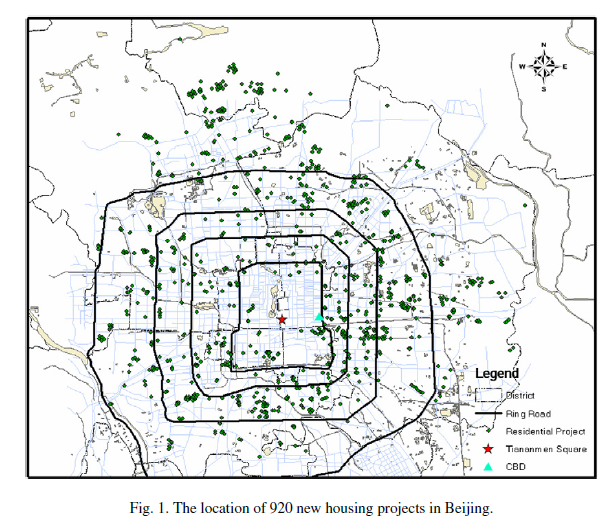 N
W E
S
Legend
District
Ring Road
Residential Project
Tiananmen Square
CBD
Fig. 1. The location of 920 new housing projects in Beijing.